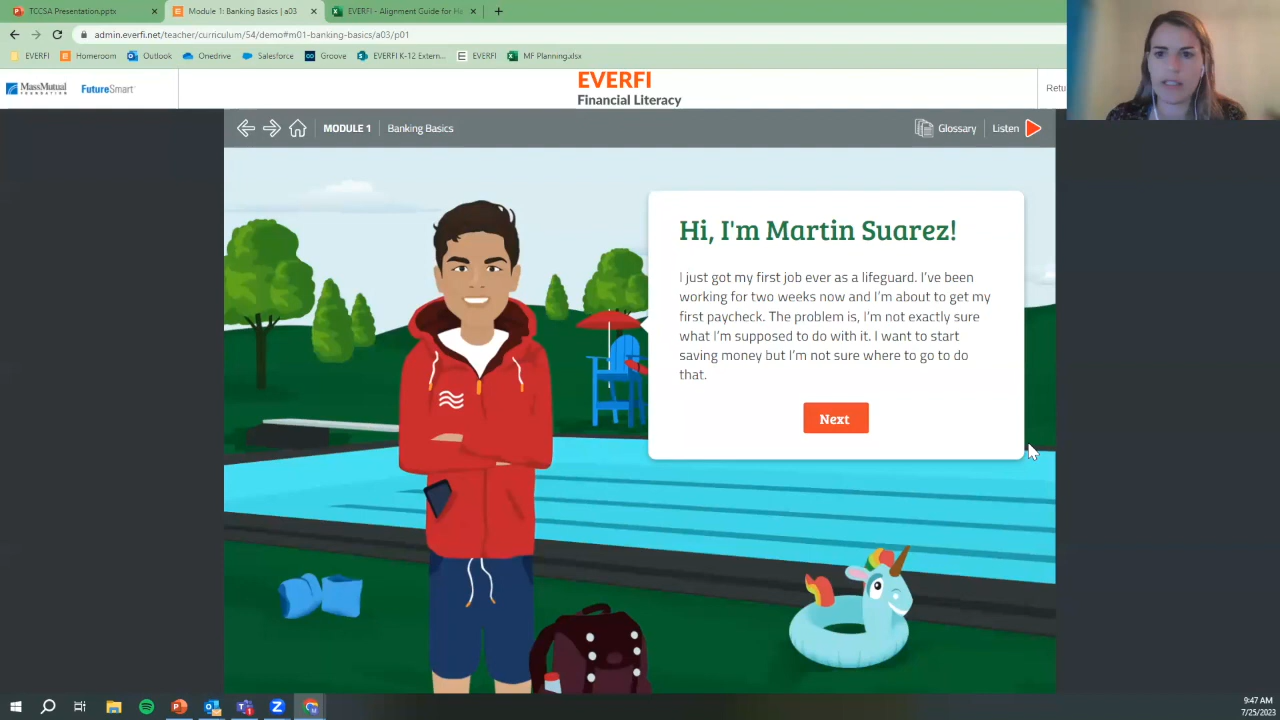 TGCSA Presentation.pptx
Module 1: Banking Basics | a03
EVERFI - Alignment Guide for He
admin.everfi.net/teacher/curriculum/54/demo#m01-banking-basics/a03/p01
EVERFI
Homeroom
Outlook
Onedrive
Salesforce
Groove
EVERFI K-12 Extern...
EVERFI
MF Planning.xlsx
MassMutual
FOUNDATION
FutureSmart
EVERFI
Financial Literacy
Retu
MODULE 1
Banking Basics
Glossary
Listen
Hi, I'm Martin Suarez!
I just got my first job ever as a lifeguard. I've been
working for two weeks now and I'm about to get my
first paycheck. The problem is, I'm not exactly sure
what I'm supposed to do with it. I want to start
saving money but I'm not sure where to go to do
that.
Next
9:47 AM
7/25/2023